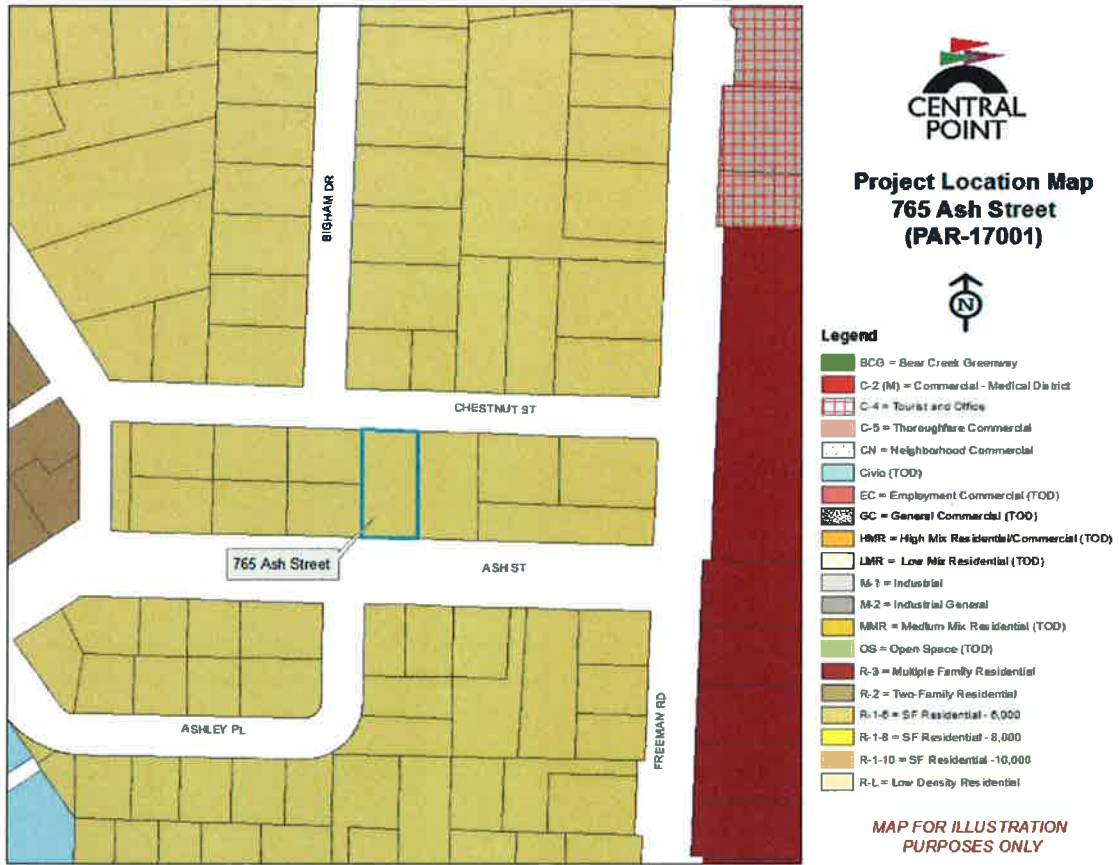 CENTRAL
POINT
Project Location Map
765 Ash Street
(PAR-17001)
N
Legend
BCG = Bear Creek Greenway
C-2 (M) = Commercial - Medical District
C-4 = Tourist and Office
C-5 = Thoroughfare Commercial
CN = Neighborhood Commercial
Civic (TOD)
EC = Employment Commercial (TOD)
GC = General Commercial (TOD)
HMR = High Mix Residential/Commercial (TOD)
LMR = Low Mix Residential (TOD)
M-1 = Industrial
M-2 = Industrial General
MMR = Medium Mix Residential (TOD)
OS = Open Space (TOD)
R-3 = Multiple Family Residential
R-2 = Two-Family Residential
R-1-6 = SF Residential - 6,000
R-1-8 = SF Residential - 8,000
R-1-10 = SF Residential -10,000
R-L = Low Density Residential
MAP FOR ILLUSTRATION
PURPOSES ONLY
BIGHAM DR
CHESTNUT ST
765 Ash Street
ASH ST
ASHLEY PL
FREEMAN RD